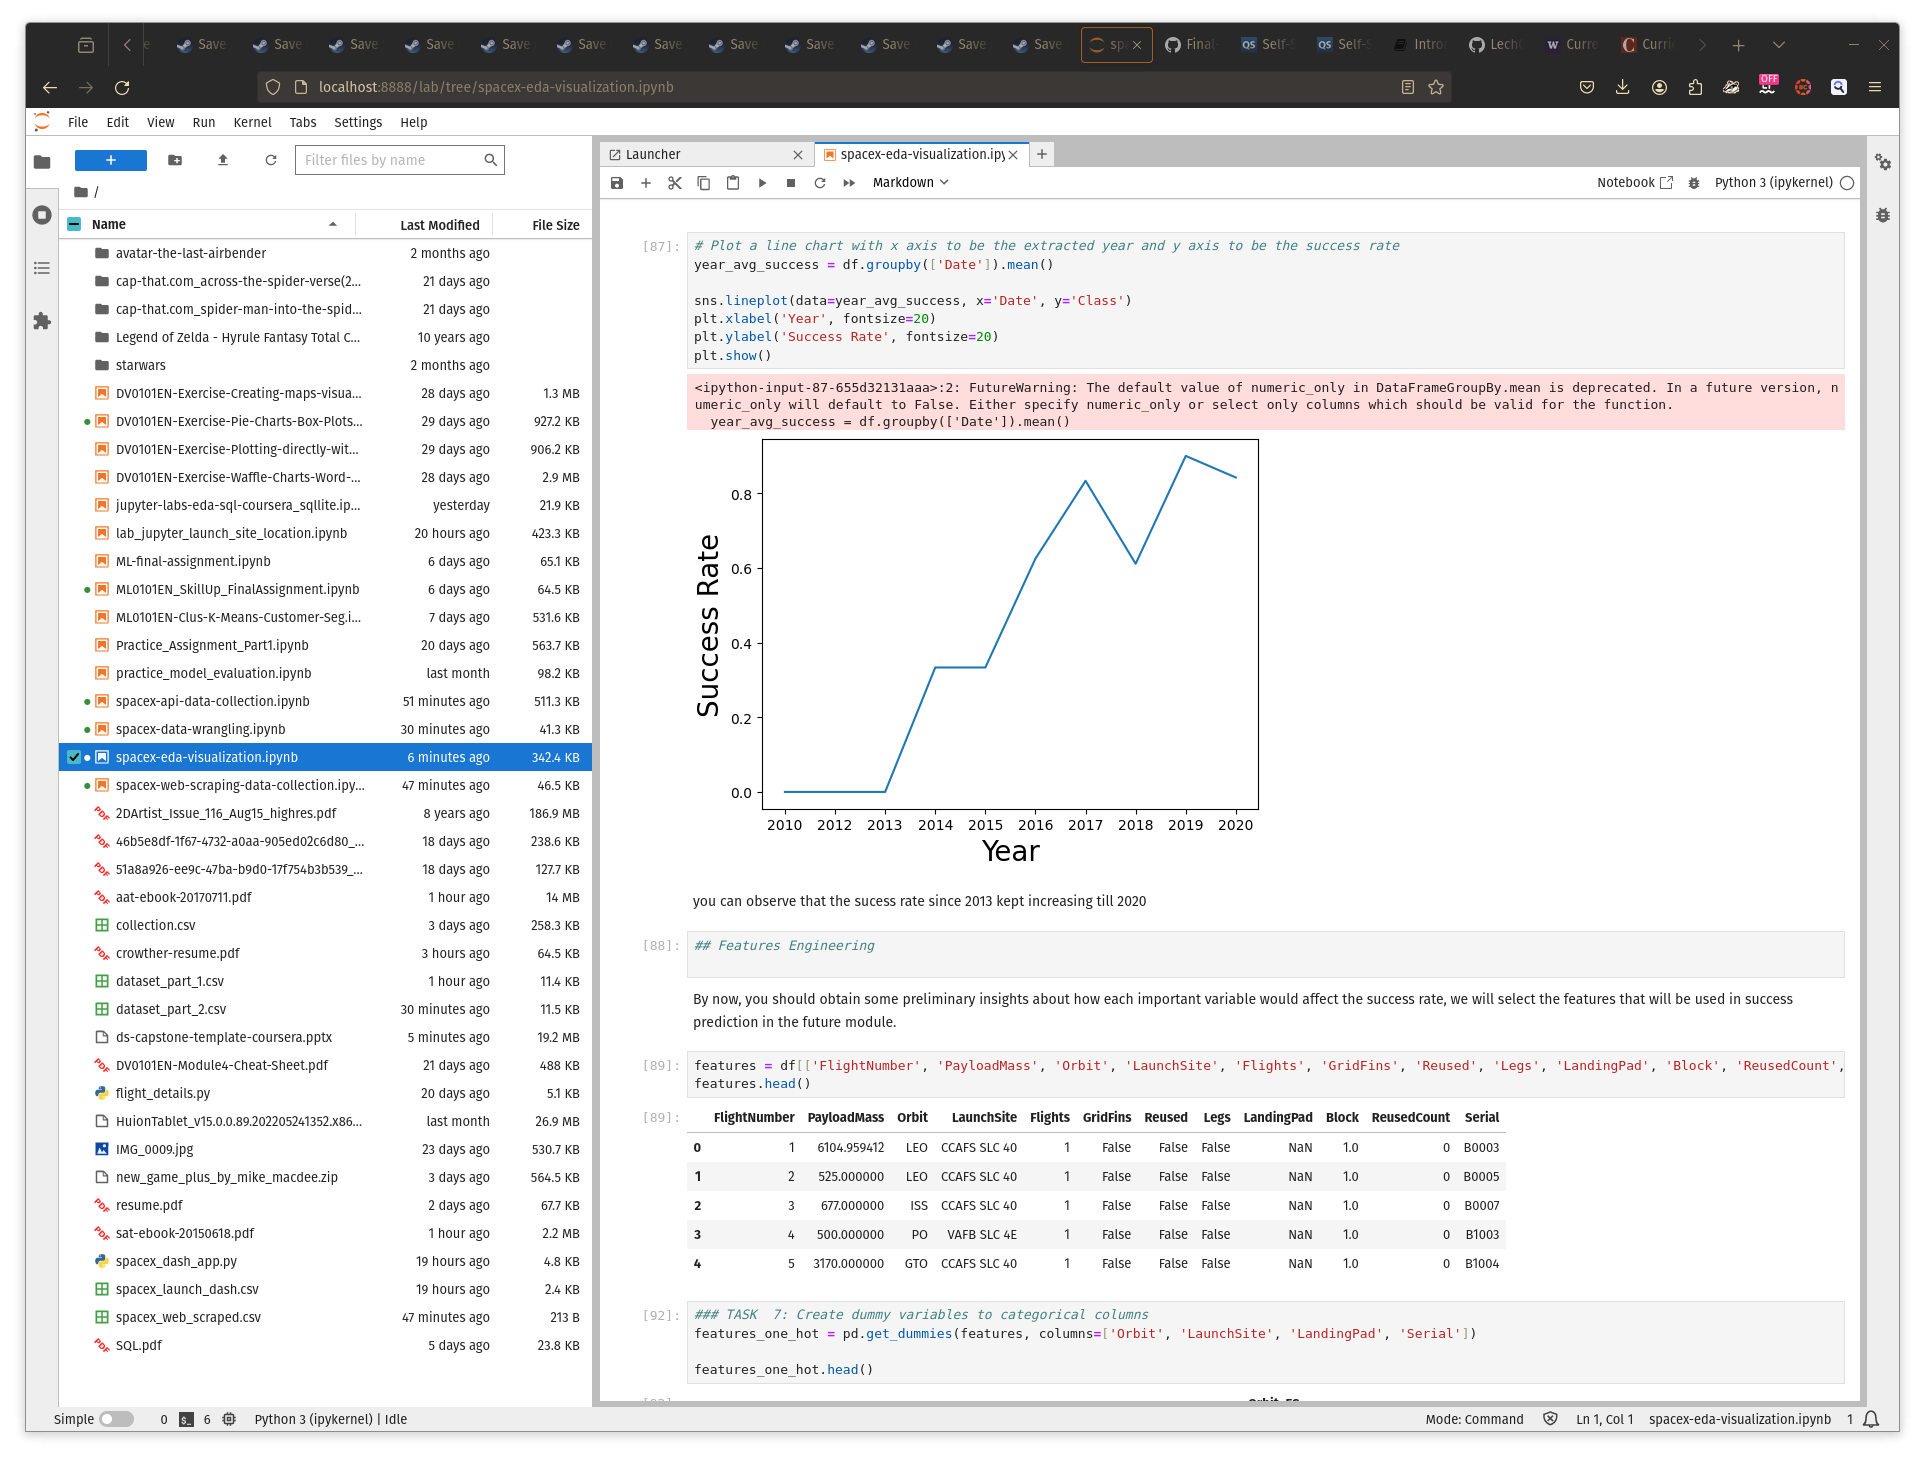 Save
Save
Save
Save
Save
Save
Save
Save
Save
Save
Save
Save
Final
Self-
Self-
Intro
Lech
Curre
localhost:8888/lab/tree/spacex-eda-visualization.ipynb
OFF
File Edit View Run Kernel Tabs Settings Help
Filter files by name
/
Name Last Modified File Size
avatar-the-last-airbender 2 months ago
cap-that.com_across-the-spider-verse(2... 21 days ago
cap-that.com_spider-man-into-the-spid... 21 days ago
Legend of Zelda - Hyrule Fantasy Total C... 10 years ago
starwars 2 months ago
DV0101EN-Exercise-Creating-maps-visua... 28 days ago 1.3 MB
DV0101EN-Exercise-Pie-Charts-Box-Plots... 29 days ago 927.2 KB
DV0101EN-Exercise-Plotting-directly-wit... 29 days ago 906.2 KB
DV0101EN-Exercise-Waffle-Charts-Word-... 28 days ago 2.9 MB
jupyter-labs-eda-sql-coursera_sqllite.ip... yesterday 21.9 KB
lab_jupyter_launch_site_location.ipynb 20 hours ago 423.3 KB
ML-final-assignment.ipynb 6 days ago 65.1 KB
ML0101EN_SkillUp_FinalAssignment.ipynb 6 days ago 64.5 KB
ML0101EN-Clus-K-Means-Customer-Seg.i... 7 days ago 531.6 KB
Practice_Assignment_Part1.ipynb 20 days ago 563.7 KB
practice_model_evaluation.ipynb last month 98.2 KB
spacex-api-data-collection.ipynb 51 minutes ago 511.3 KB
spacex-data-wrangling.ipynb 30 minutes ago 41.3 KB
spacex-eda-visualization.ipynb 6 minutes ago 342.4 KB
spacex-web-scraping-data-collection.ipy... 47 minutes ago 46.5 KB
2DArtist_Issue_116_Aug15_highres.pdf 8 years ago 186.9 MB
46b5e8df-1f67-4732-a0aa-905ed02c6d80_... 18 days ago 238.6 KB
51a8a926-ee9c-47ba-b9d0-17f754b3b539_... 18 days ago 127.7 KB
aat-ebook-20170711.pdf 1 hour ago 14 MB
collection.csv 3 days ago 258.3 KB
crowther-resume.pdf 3 hours ago 64.5 KB
dataset_part_1.csv 1 hour ago 11.4 KB
dataset_part_2.csv 30 minutes ago 11.5 KB
ds-capstone-template-coursera.pptx 5 minutes ago 19.2 MB
DV0101EN-Module4-Cheat-Sheet.pdf 21 days ago 488 KB
flight_details.py 20 days ago 5.1 KB
HuionTablet_v15.0.0.89.202205241352.x86... last month 26.9 MB
IMG_0009.jpg 23 days ago 530.7 KB
new_game_plus_by_mike_macdee.zip 3 days ago 564.5 KB
resume.pdf 2 days ago 67.7 KB
sat-ebook-20150618.pdf 1 hour ago 2.2 MB
spacex_dash_app.py 19 hours ago 4.8 KB
spacex_launch_dash.csv 19 hours ago 2.4 KB
spacex_web_scraped.csv 47 minutes ago 213 B
SQL.pdf 5 days ago 23.8 KB
Launcher
spacex-eda-visualization.ipy
Markdown
Notebook Python 3 (ipykernel)
[87]: # Plot a line chart with x axis to be the extracted year and y axis to be the success rate
year_avg_success = df.groupby(['Date']).mean()
sns.lineplot(data=year_avg_success, x='Date', y='Class')
plt.xlabel('Year', fontsize=20)
plt.ylabel('Success Rate', fontsize=20)
plt.show()
<ipython-input-87-655d32131aaa>:2: FutureWarning: The default value of numeric_only in DataFrameGroupBy.mean is deprecated. In a future version, n
umeric_only will default to False. Either specify numeric_only or select only columns which should be valid for the function.
year_avg_success = df.groupby(['Date']).mean()
Success Rate
0.8
0.6
0.4
0.2
0.0
2010 2012 2013 2014 2015 2016 2017 2018 2019 2020
Year
you can observe that the sucess rate since 2013 kept increasing till 2020
[88]: ## Features Engineering
By now, you should obtain some preliminary insights about how each important variable would affect the success rate, we will select the features that will be used in success
prediction in the future module.
[89]: features = df[['FlightNumber', 'PayloadMass', 'Orbit', 'LaunchSite', 'Flights', 'GridFins', 'Reused', 'Legs', 'LandingPad', 'Block', 'ReusedCount',
features.head()
[89]: FlightNumber PayloadMass Orbit LaunchSite Flights GridFins Reused Legs LandingPad Block ReusedCount Serial
0 1 6104.959412 LEO CCAFS SLC 40 1 False False False NaN 1.0 0 B0003
1 2 525.000000 LEO CCAFS SLC 40 1 False False False NaN 1.0 0 B0005
2 3 677.000000 ISS CCAFS SLC 40 1 False False False NaN 1.0 0 B0007
3 4 500.000000 PO VAFB SLC 4E 1 False False False NaN 1.0 0 B1003
4 5 3170.000000 GTO CCAFS SLC 40 1 False False False NaN 1.0 0 B1004
[92]: ### TASK  7: Create dummy variables to categorical columns
features_one_hot = pd.get_dummies(features, columns=['Orbit', 'LaunchSite', 'LandingPad', 'Serial'])
features_one_hot.head()
Simple 0 6 Python 3 (ipykernel) | Idle
Mode: Command Ln 1, Col 1 spacex-eda-visualization.ipynb 1